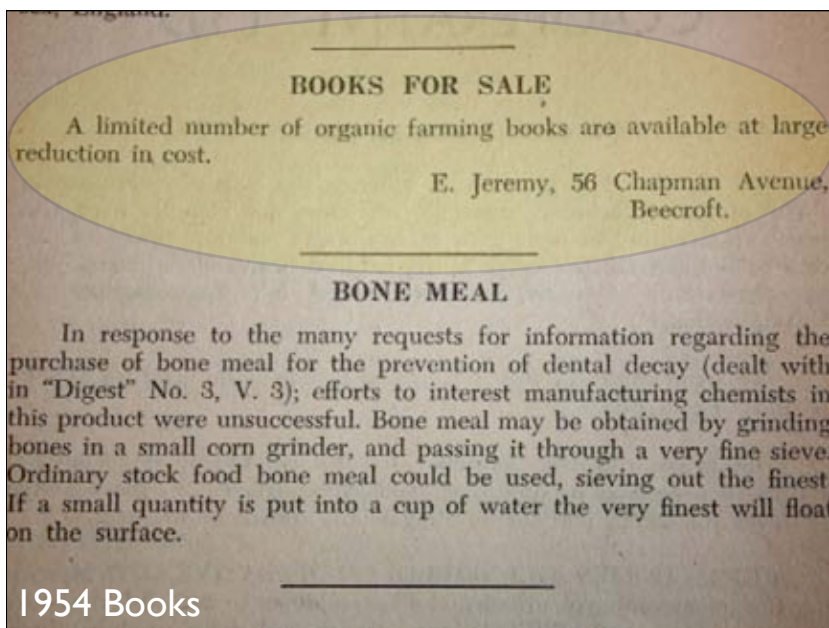 England.
BOOKS FOR SALE
A limited number of organic farming books are available at large
reduction in cost.
E. Jeremy, 56 Chapman Avenue,
Beecroft.
BONE MEAL
In response to the many requests for information regarding the
purchase of bone meal for the prevention of dental decay (dealt with
in "Digest" No. 3, V. 3); efforts to interest manufacturing chemists in
this product were unsuccessful. Bone meal may be obtained by grinding
bones in a small corn grinder, and passing it through a very fine sieve.
Ordinary stock food bone meal could be used, sieving out the finest.
If a small quantity is put into a cup of water the very finest will float
on the surface.
1954 Books